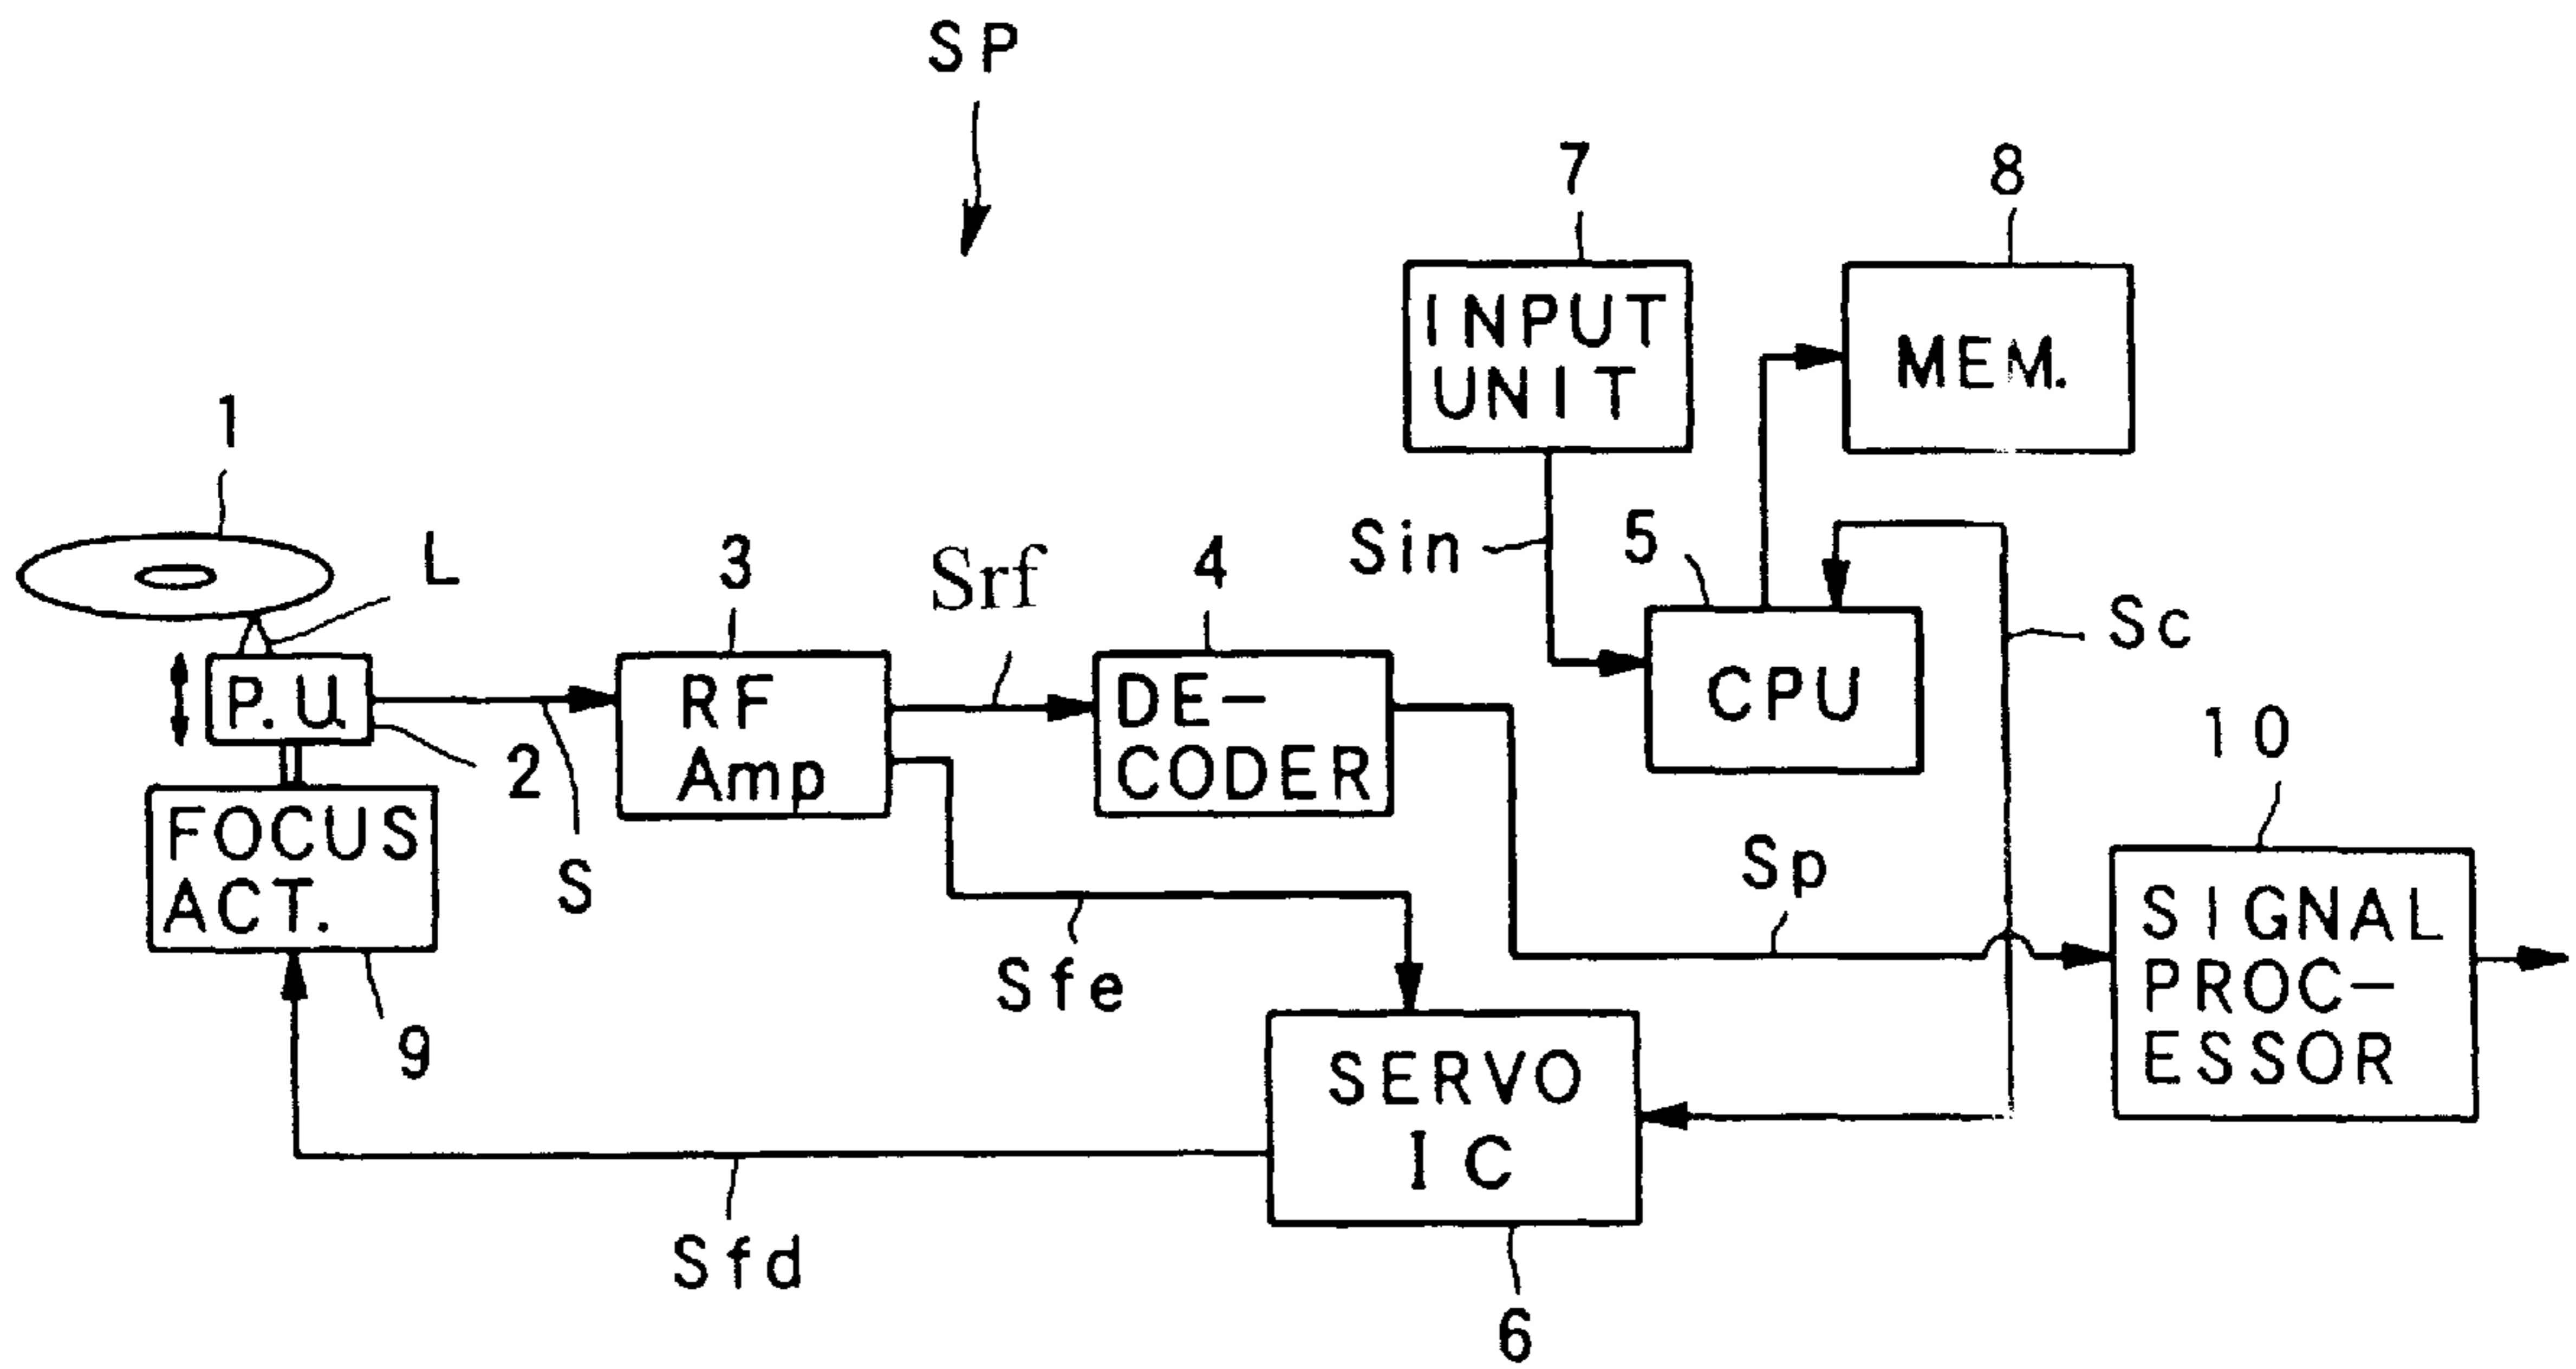 SP
7
8
INPUT
UNIT
MEM.
1
L
3
Srf
4
Sin
5
Sc
P.U.
RF
Amp
DE-
CODER
CPU
2
S
10
FOCUS
ACT.
Sp
SIGNAL
PROC-
ESSOR
Sfe
9
SERVO
IC
Sfd
6